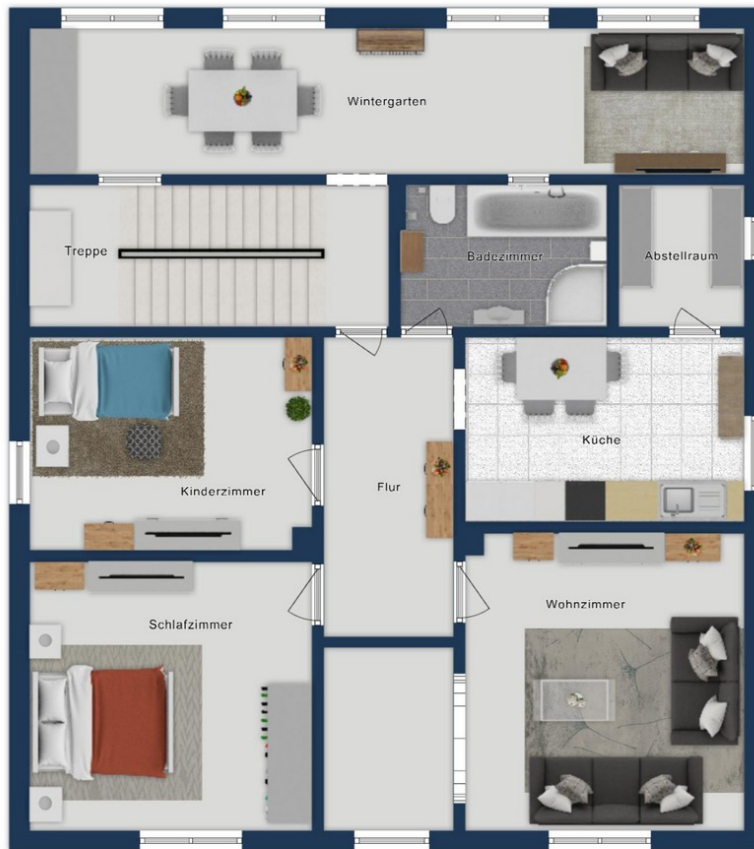 Wintergarten
Treppe
Badezimmer
Abstellraum
Küche
Kinderzimmer
Flur
Schlafzimmer
Wohnzimmer